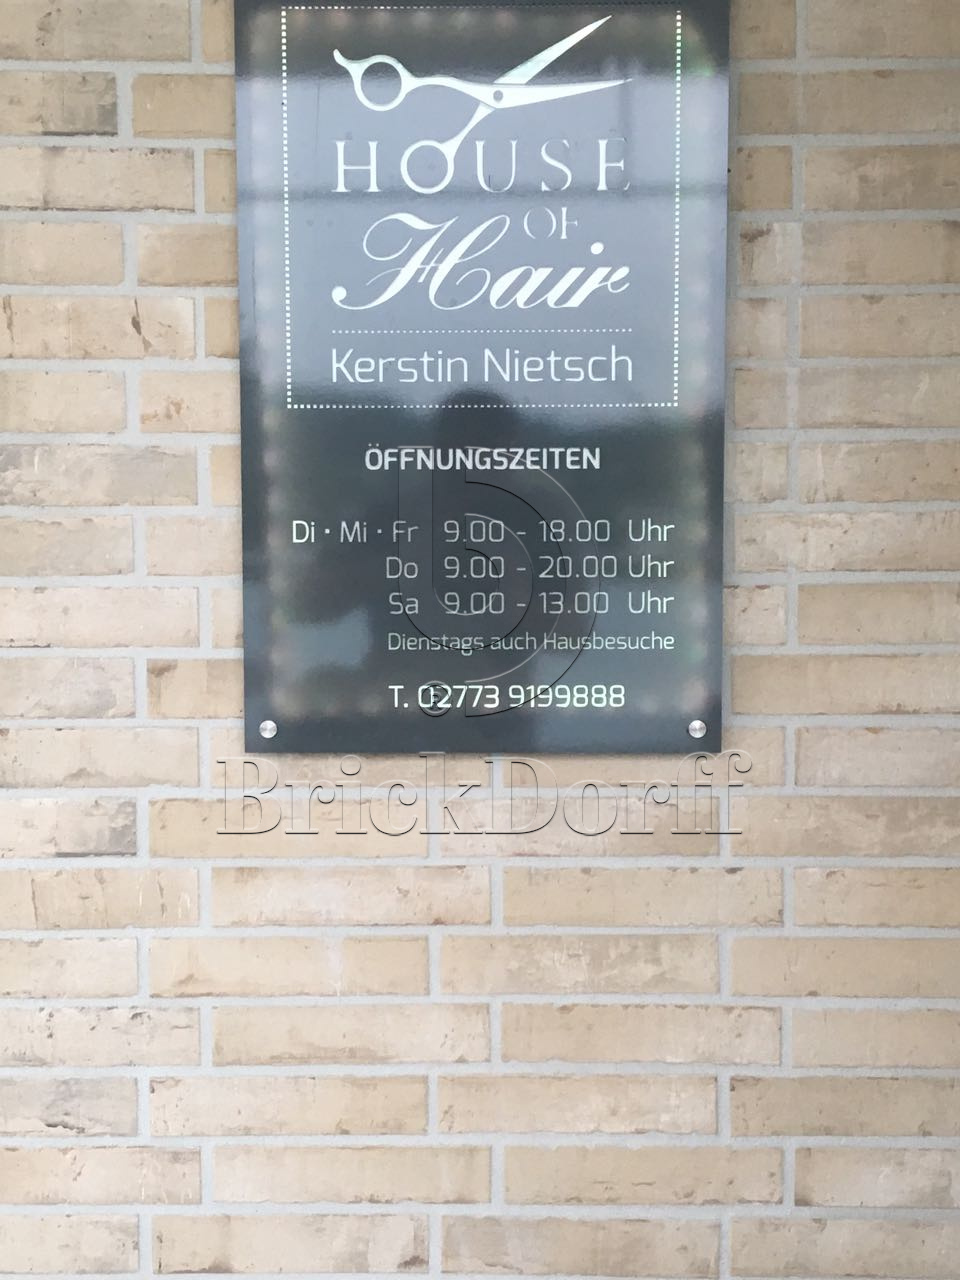 HOUSE
OF
Hair
Kerstin Nietsch
ÖFFNUNGSZEITEN
Di · Mi · Fr 9.00 - 18.00 Uhr
Do 9.00 - 20.00 Uhr
Sa 9.00 - 13.00 Uhr
Dienstags auch Hausbesuche
T. 02773 9199888
b
®
BrickDorff